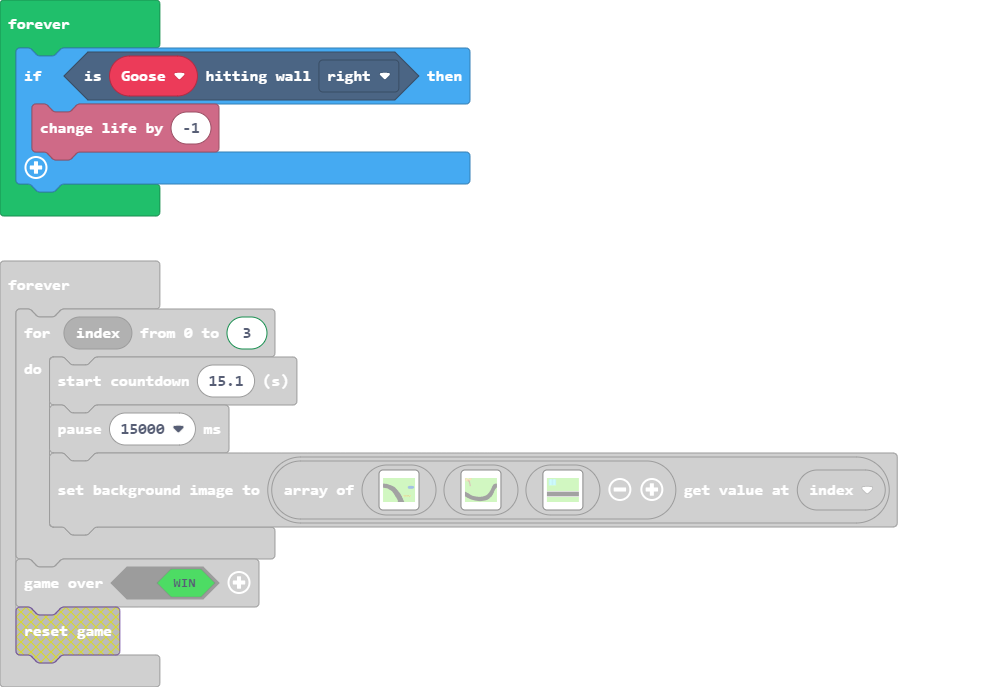 forever
if is Goose hitting wall right then
change life by -1
forever
for index from 0 to 3
do
start countdown 15.1 (s)
pause 15000 ms
set background image to array of get value at index
game over WIN
reset game